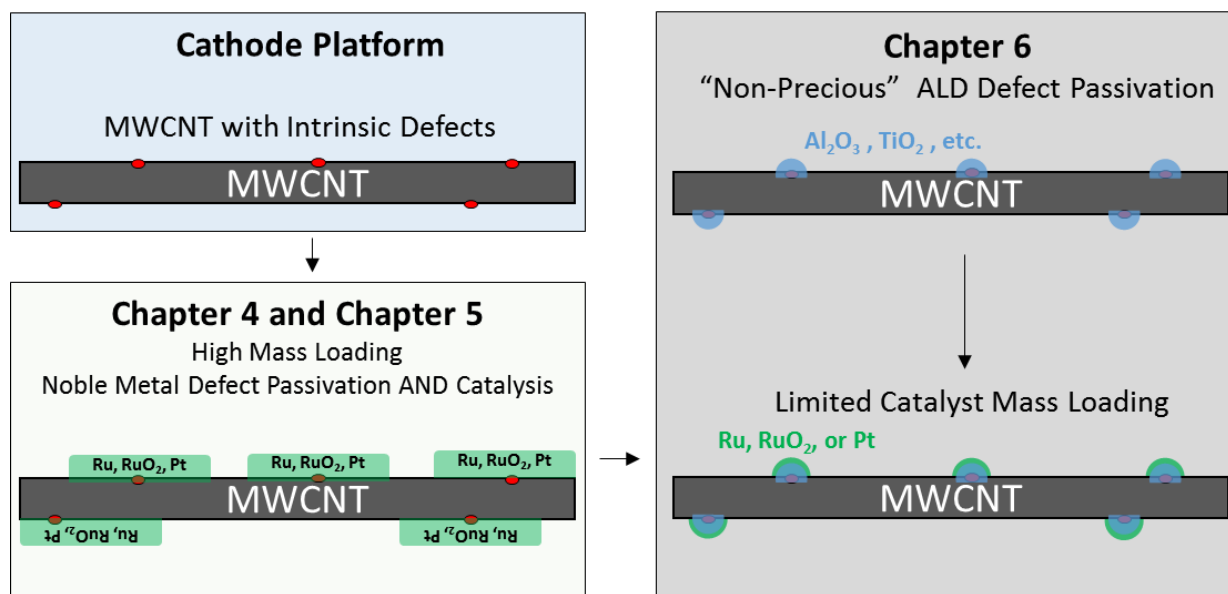 Cathode Platform
MWCNT with Intrinsic Defects
MWCNT
Chapter 4 and Chapter 5
High Mass Loading
Noble Metal Defect Passivation AND Catalysis
Ru, RuO₂, Pt
Ru, RuO₂, Pt
Ru, RuO₂, Pt
MWCNT
Ru, RuO₂, Pt
Ru, RuO₂, Pt
Chapter 6
“Non-Precious” ALD Defect Passivation
Al₂O₃ , TiO₂ , etc.
MWCNT
Limited Catalyst Mass Loading
Ru, RuO₂, or Pt
MWCNT